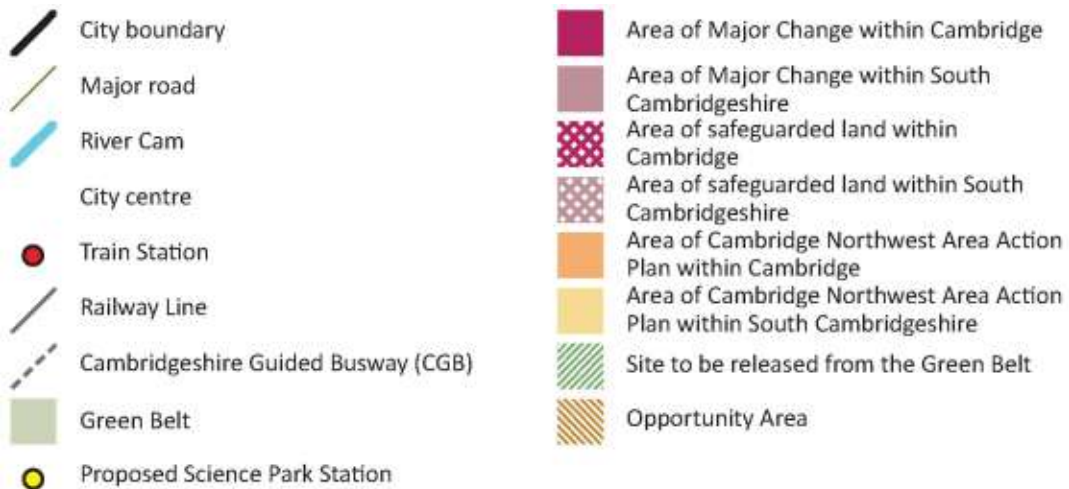 City boundary
Major road
River Cam
City centre
Train Station
Railway Line
Cambridgeshire Guided Busway (CGB)
Green Belt
Proposed Science Park Station
Area of Major Change within Cambridge
Area of Major Change within South
Cambridgeshire
Area of safeguarded land within
Cambridge
Area of safeguarded land within South
Cambridgeshire
Area of Cambridge Northwest Area Action
Plan within Cambridge
Area of Cambridge Northwest Area Action
Plan within South Cambridgeshire
Site to be released from the Green Belt
Opportunity Area